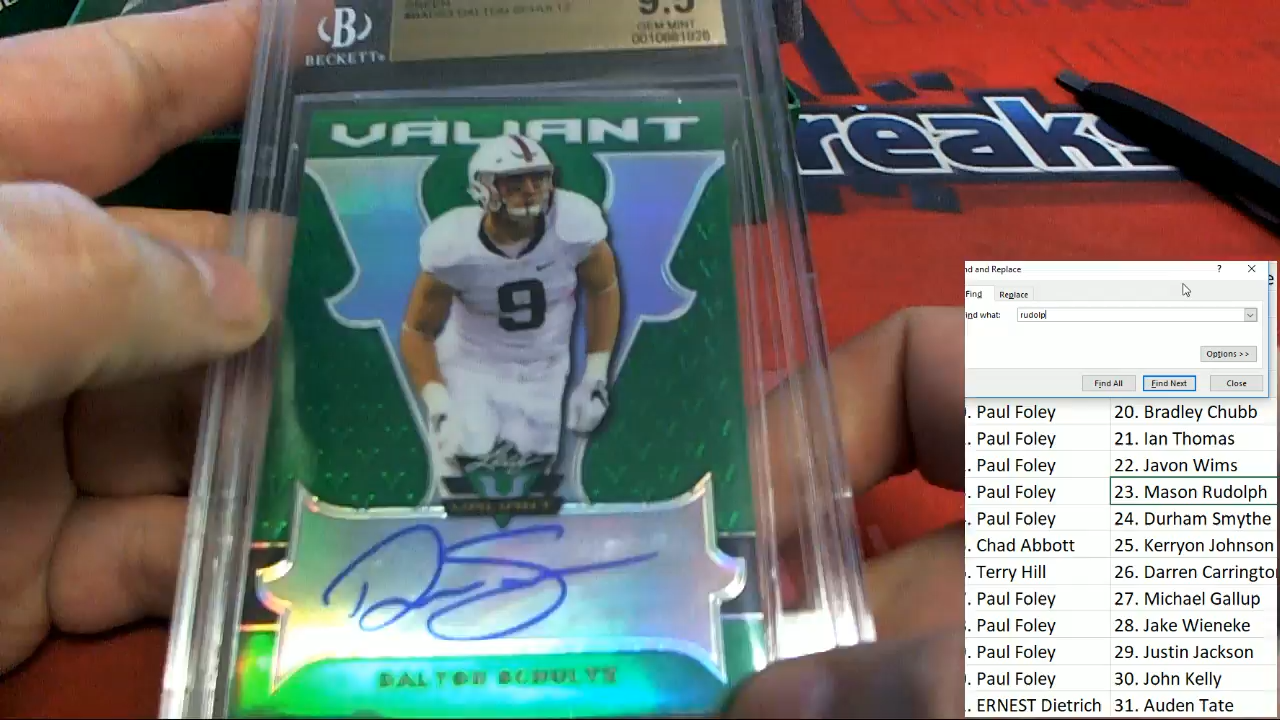 9.5
GEM MINT
BECKETT
VALIANT
9
Leaf
DALTON SCHULTZ
reaks
nd and Replace
?
Find
Replace
ind what:
rudolp
Options >>
Find All
Find Next
Close
. Paul Foley 20. Bradley Chubb
. Paul Foley 21. Ian Thomas
. Paul Foley 22. Javon Wims
. Paul Foley 23. Mason Rudolph
. Paul Foley 24. Durham Smythe
. Chad Abbott 25. Kerryon Johnson
. Terry Hill 26. Darren Carringto
. Paul Foley 27. Michael Gallup
. Paul Foley 28. Jake Wieneke
. Paul Foley 29. Justin Jackson
. Paul Foley 30. John Kelly
. ERNEST Dietrich 31. Auden Tate